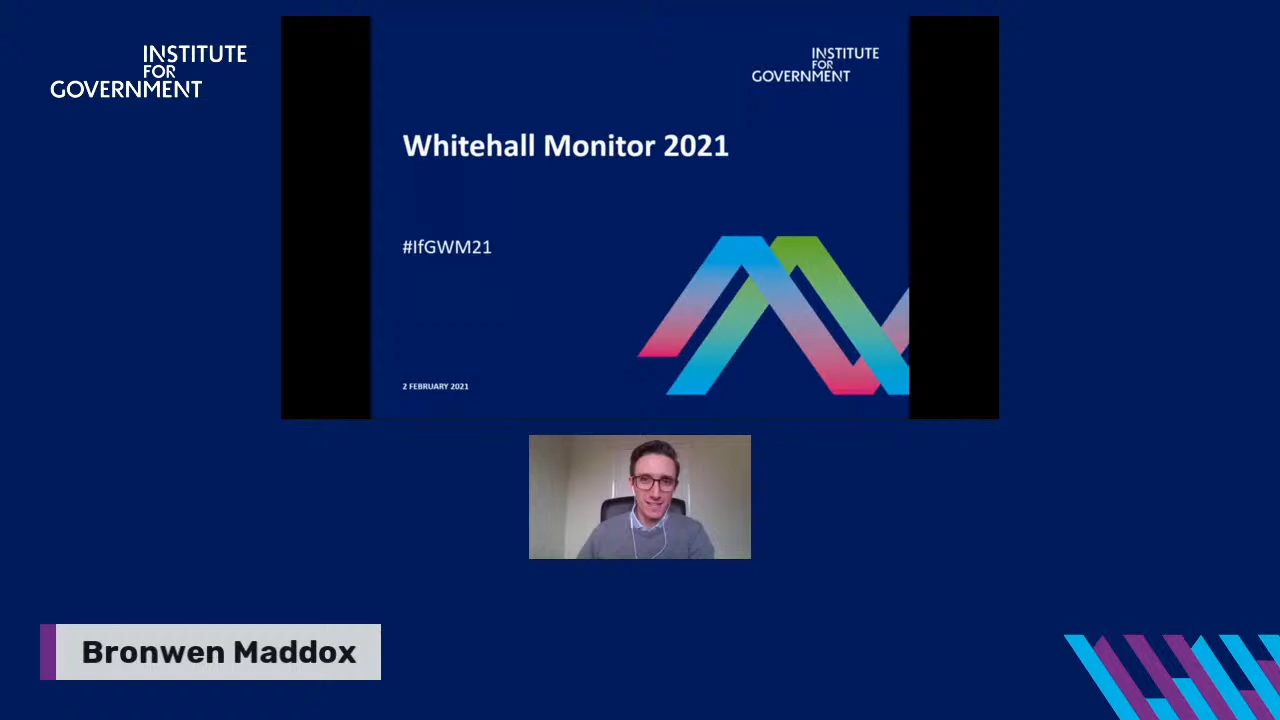 INSTITUTE
FOR
GOVERNMENT
INSTITUTE
FOR
GOVERNMENT
Whitehall Monitor 2021
#IfGWM21
2 FEBRUARY 2021
Bronwen Maddox